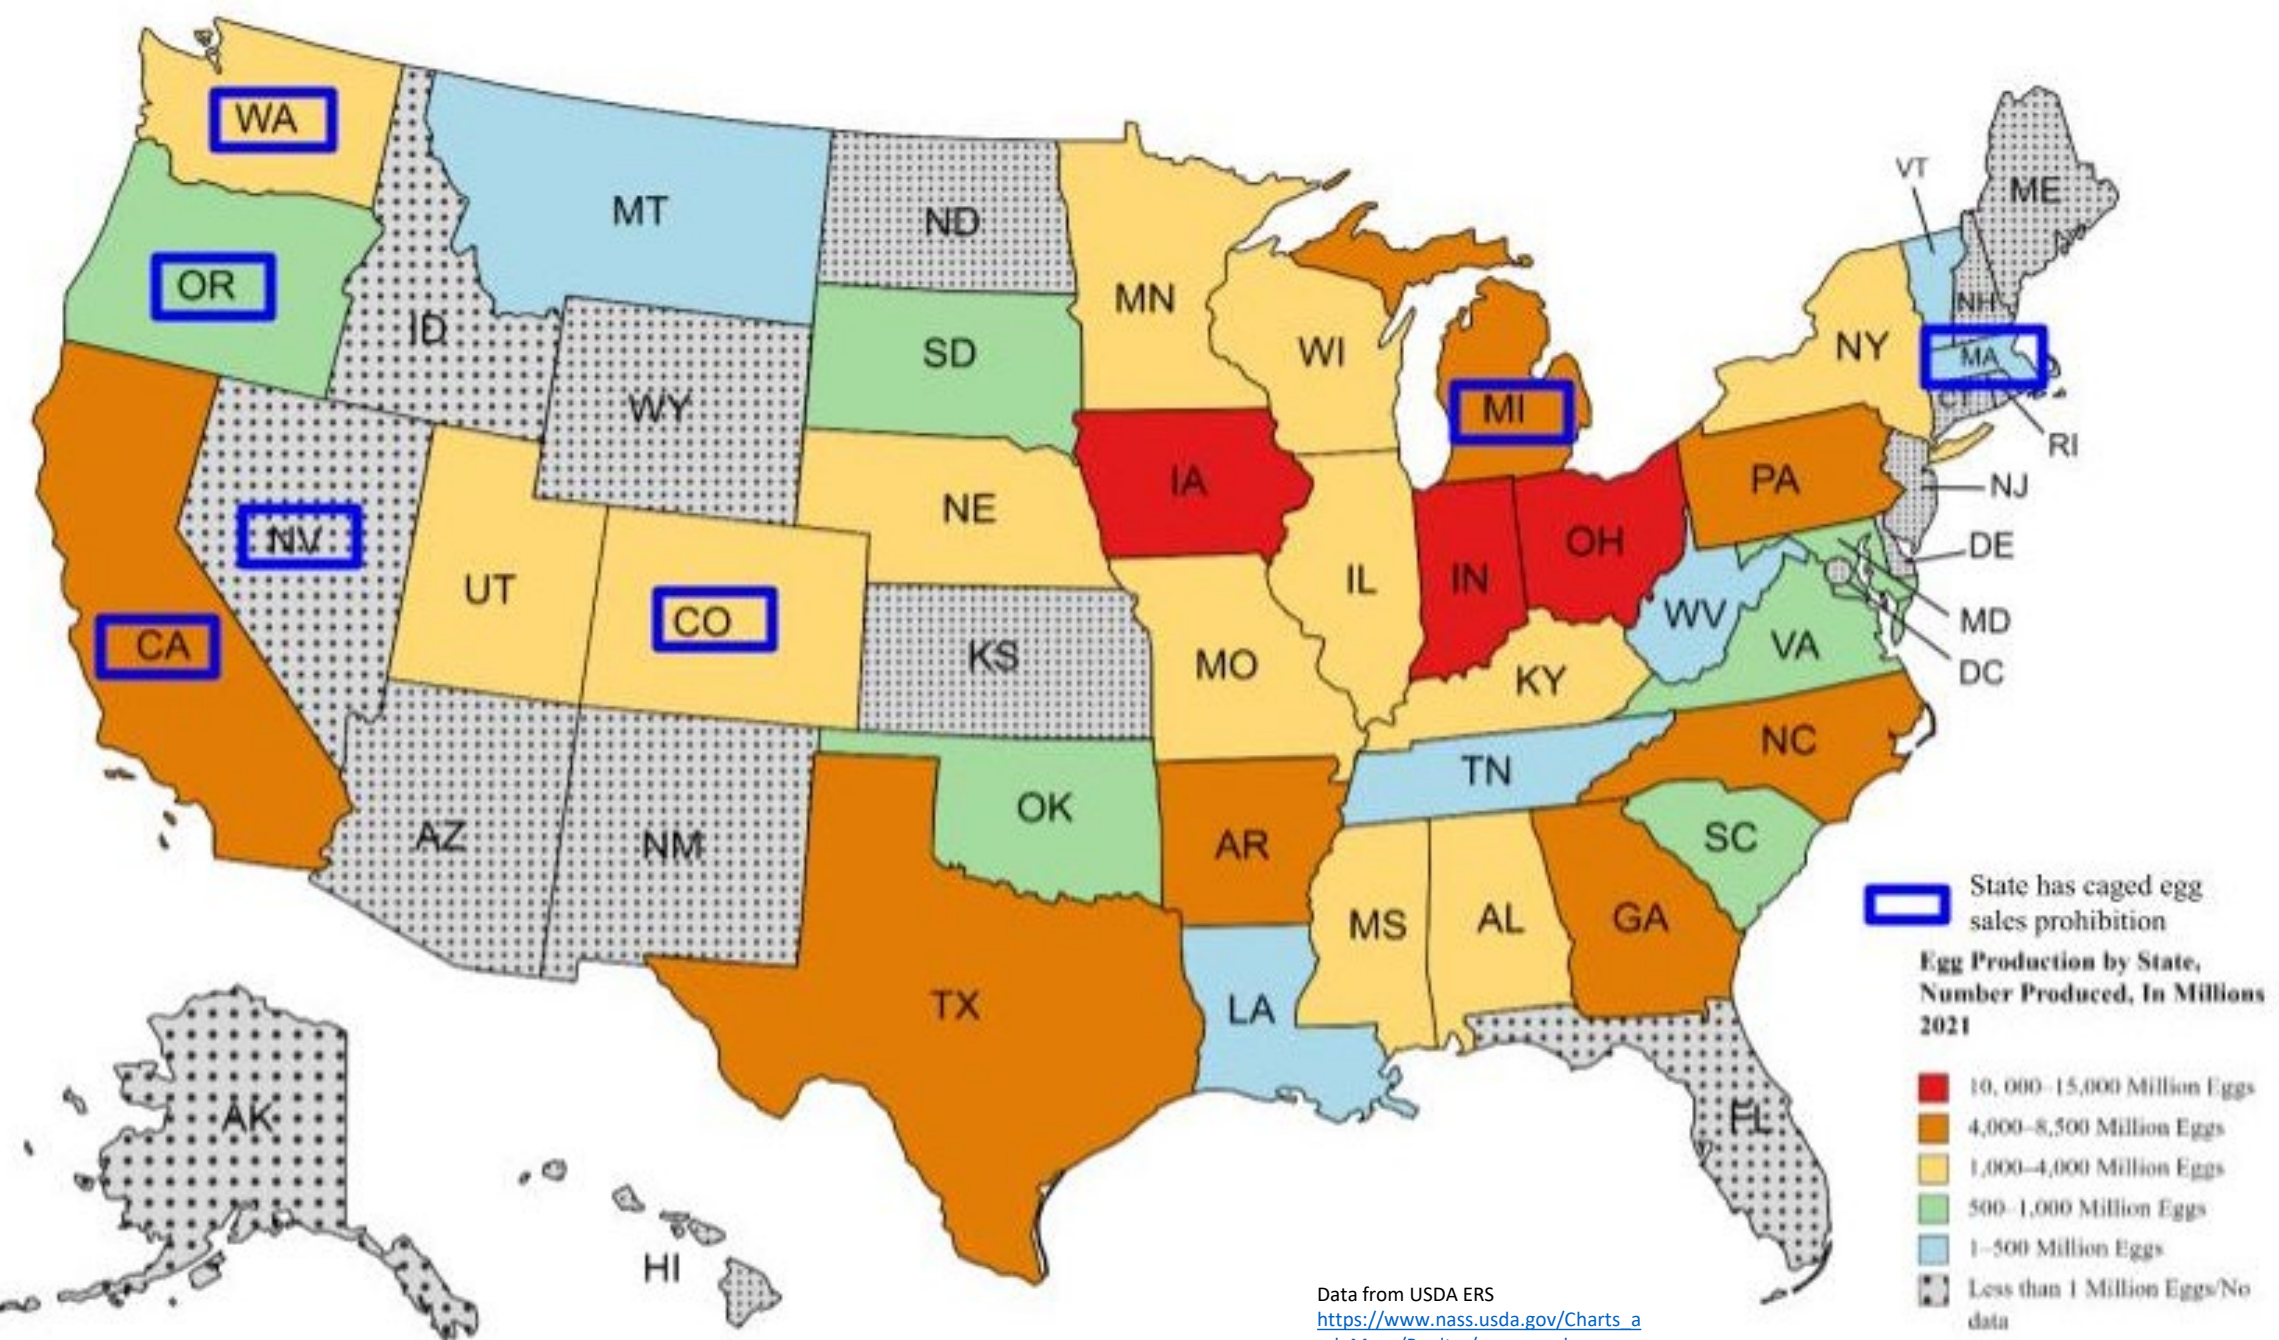 WA
MT
ND
MN
VT
ME
OR
ID
SD
WI
NH
NY
MA
WY
MI
CT
RI
IA
PA
NJ
NE
NV
OH
DE
UT
CO
IL
IN
WV
MD
CA
KS
MO
KY
VA
DC
NC
TN
AZ
NM
OK
AR
SC
MS
AL
GA
TX
LA
AK
FL
HI
State has caged egg
sales prohibition
Egg Production by State,
Number Produced, In Millions
2021
10, 000–15,000 Million Eggs
4,000–8,500 Million Eggs
1,000–4,000 Million Eggs
500–1,000 Million Eggs
1–500 Million Eggs
Less than 1 Million Eggs/No
data
Data from USDA ERS
https://www.nass.usda.gov/Charts_a